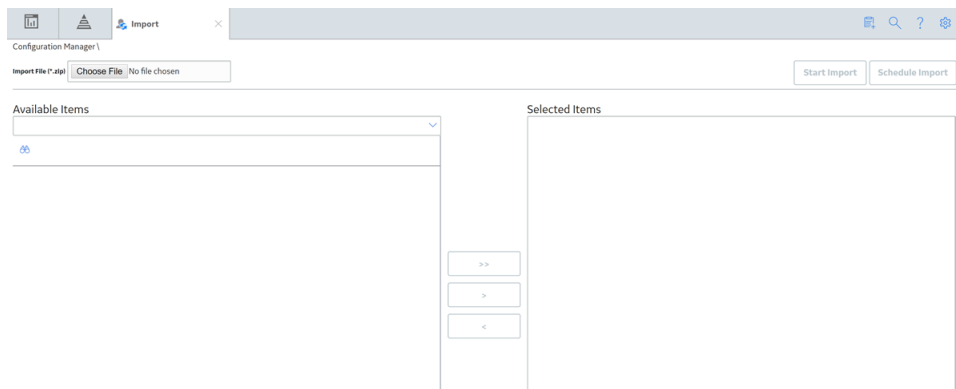 Import
Configuration Manager \
Import File (*.zip) Choose File No file chosen
Start Import Schedule Import
Available Items
Selected Items
>>
>
<